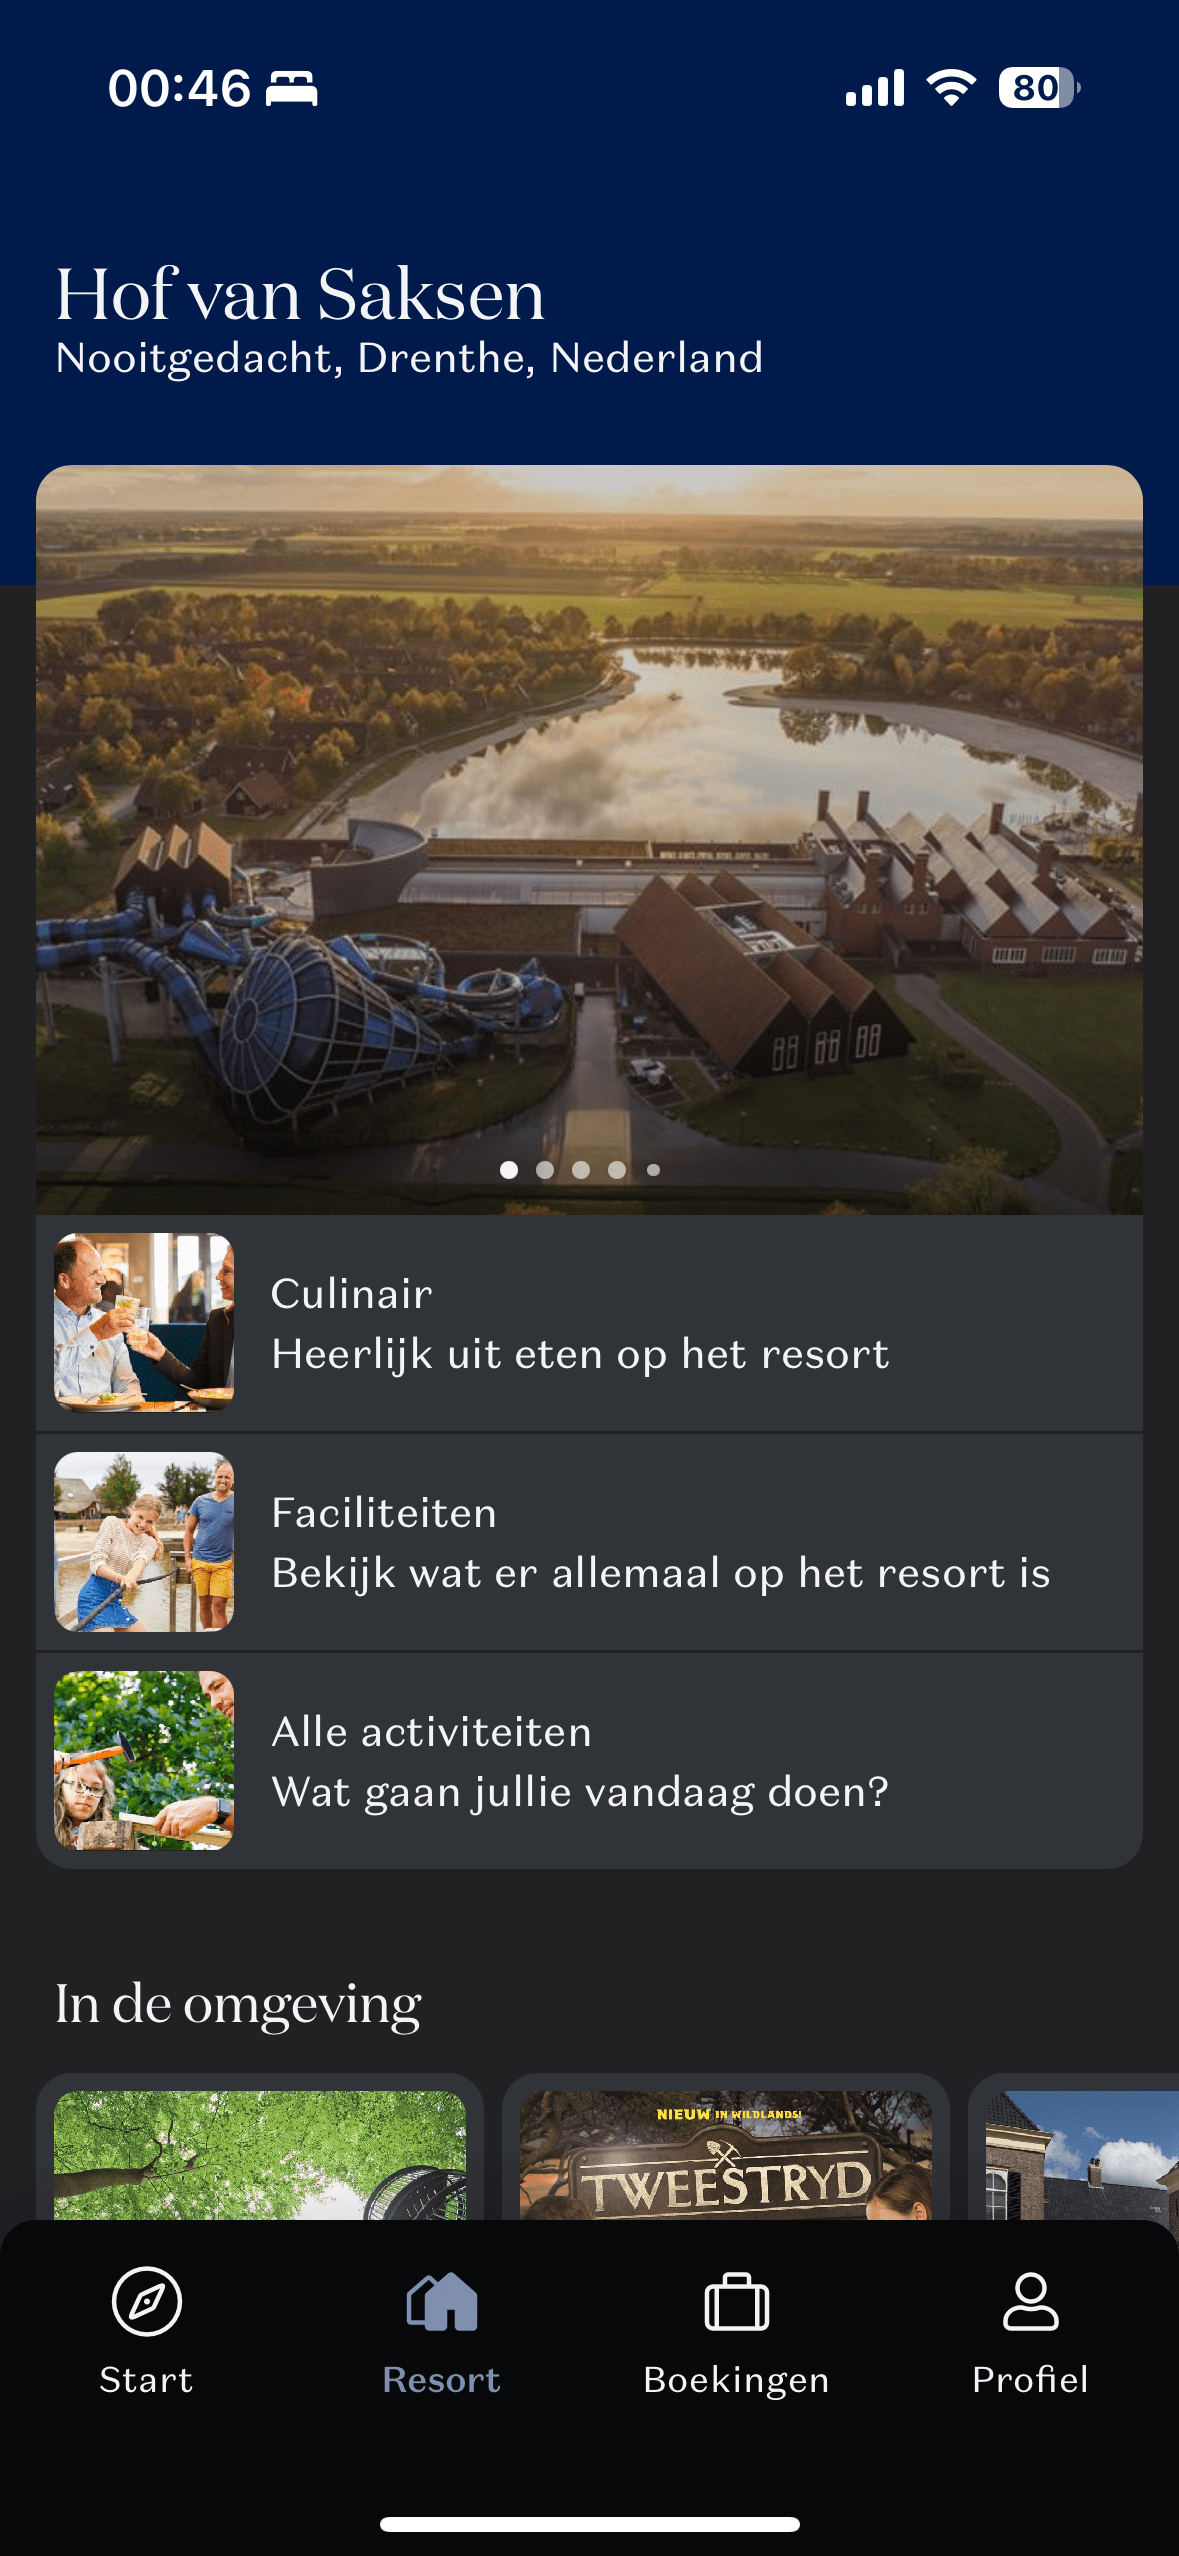 00:46
80
Hof van Saksen
Nooitgedacht, Drenthe, Nederland
Culinair
Heerlijk uit eten op het resort
Faciliteiten
Bekijk wat er allemaal op het resort is
Alle activiteiten
Wat gaan jullie vandaag doen?
In de omgeving
NIEUW IN WILDLANDS!
TWEESTRYD
Start
Resort
Boekingen
Profiel